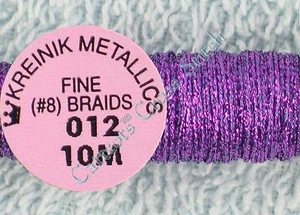 KREINIK METALLICS
FINE
(#8) BRAIDS
012
10M